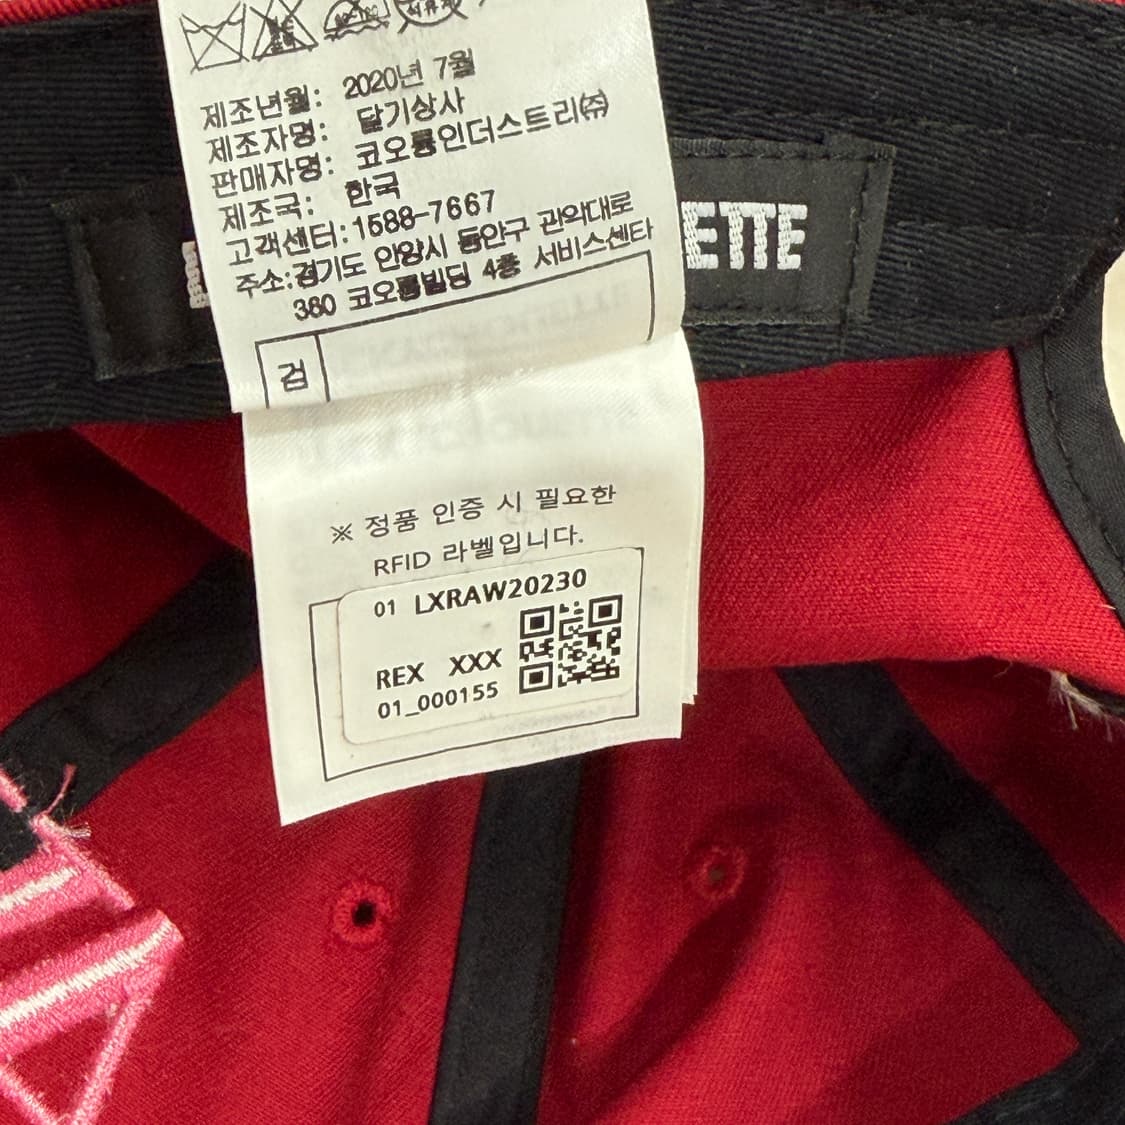 제조년월: 2020년 7월
제조자명: 달기상사
판매자명: 코오롱인더스트리㈜
제조국: 한국
고객센터:1588-7667
주소:경기도 안양시 동안구 관악대로
360 코오롱빌딩 4층 서비스센타
검
ETTE
※ 정품 인증 시 필요한
RFID 라벨입니다.
01 LXRAW20230
REX XXX
01_000155